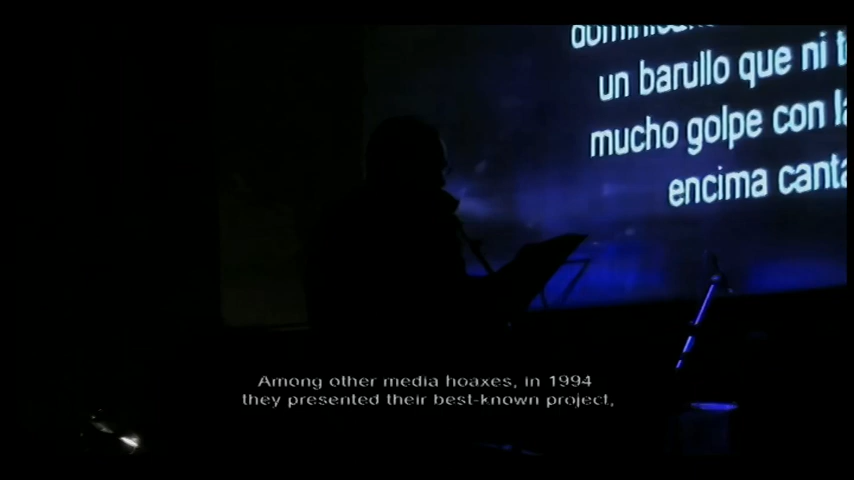 un barullo que ni
mucho golpe con
encima
Among other media hoaxes, in 1994
they presented their best-known project,